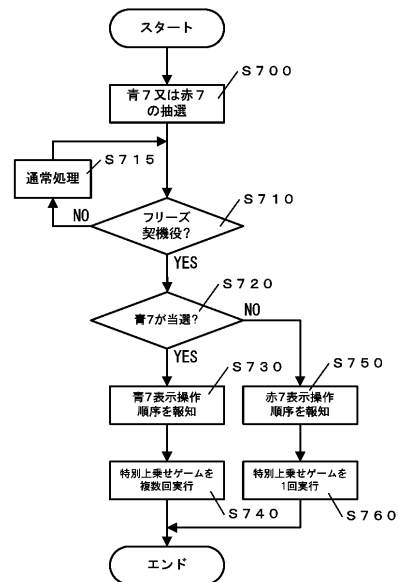 スタート
S700
青7又は赤7
の抽選
S715
通常処理
S710
NO
フリーズ
契機役?
YES
S720
青7が当選?
NO
YES
S730
S750
青7表示操作
順序を報知
赤7表示操作
順序を報知
特別上乗せゲームを
複数回実行
特別上乗せゲームを
1回実行
S740
S760
エンド